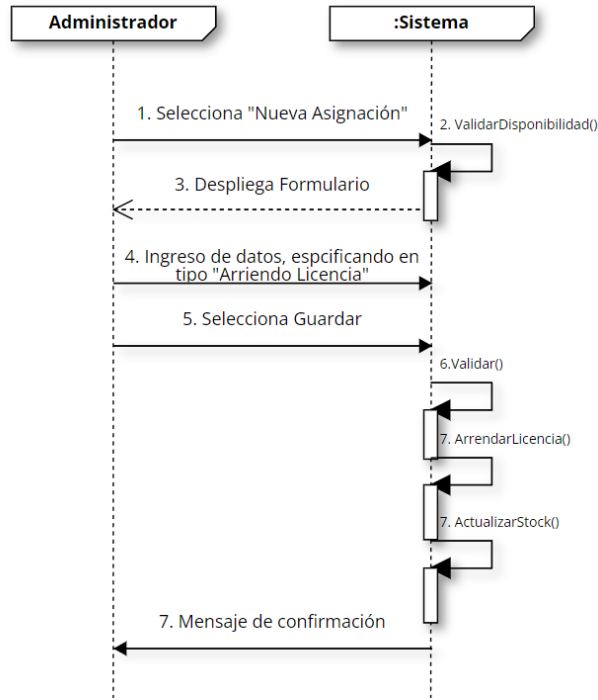 Administrador
:Sistema
1. Selecciona "Nueva Asignación"
2. ValidarDisponibilidad()
3. Despliega Formulario
4. Ingreso de datos, espcificando en
tipo "Arriendo Licencia"
5. Selecciona Guardar
6.Validar()
7. ArrendarLicencia()
7. ActualizarStock()
7. Mensaje de confirmación